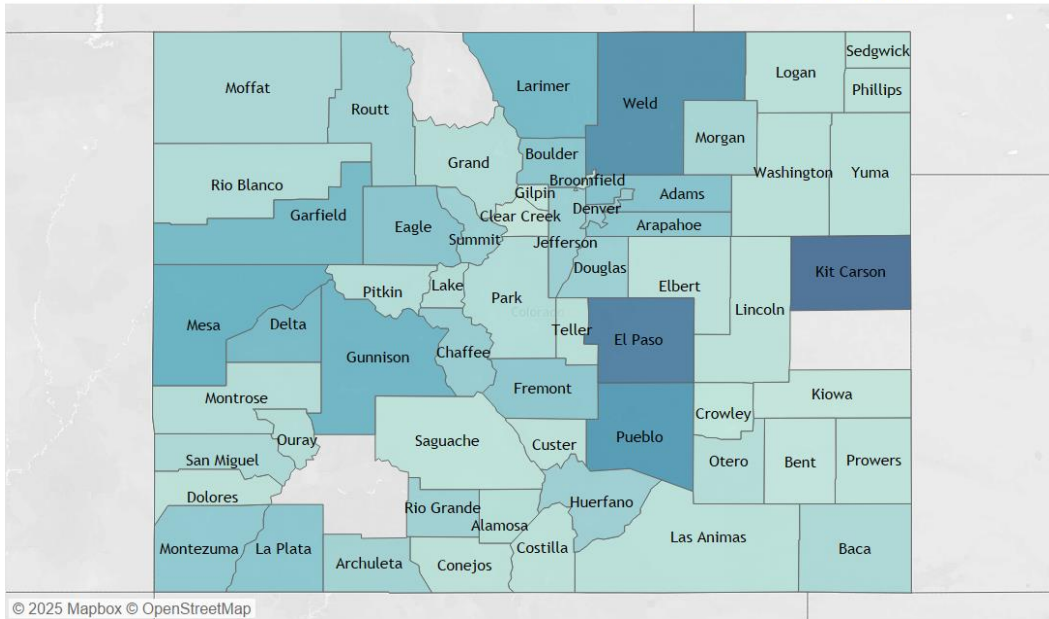 Sedgwick
Logan
Phillips
Moffat
Larimer
Weld
Routt
Morgan
Grand
Boulder
Washington
Yuma
Broomfield
Rio Blanco
Gilpin
Adams
Garfield
Denver
Clear Creek
Eagle
Arapahoe
Summit
Jefferson
Douglas
Kit Carson
Elbert
Lake
Pitkin
Park
Lincoln
Colorado
Mesa
Delta
Teller
El Paso
Gunnison
Chaffee
Fremont
Kiowa
Montrose
Crowley
Pueblo
Ouray
Saguache
Custer
San Miguel
Otero
Bent
Prowers
Dolores
Huerfano
Rio Grande
Alamosa
Las Animas
Montezuma
La Plata
Costilla
Baca
Archuleta
Conejos
© 2025 Mapbox © OpenStreetMap